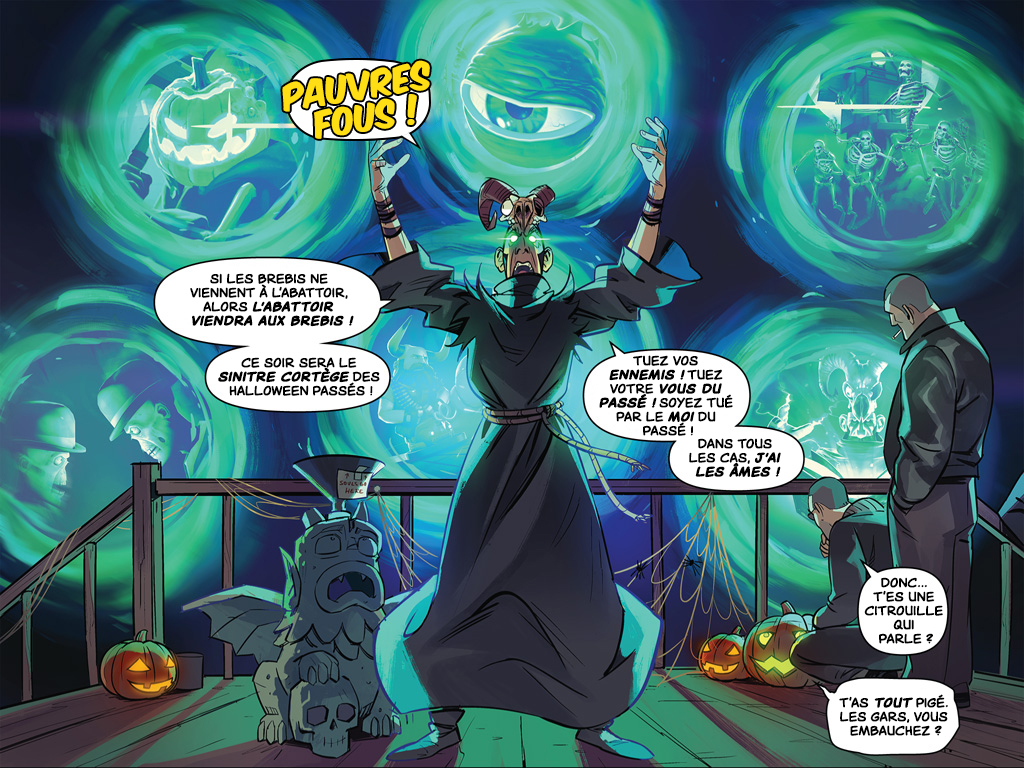 PAUVRES
FOUS !
SI LES BREBIS NE
VIENNENT À L'ABATTOIR,
ALORS L'ABATTOIR
VIENDRA AUX BREBIS !
CE SOIR SERA LE
SINITRE CORTÈGE DES
HALLOWEEN PASSÉS !
TUEZ VOS
ENNEMIS ! TUEZ
VOTRE VOUS DU
PASSÉ ! SOYEZ TUÉ
PAR LE MOI DU
PASSÉ !
DANS TOUS
LES CAS, J'AI
LES ÂMES !
HERE
DONC...
T'ES UNE
CITROUILLE
QUI
PARLE ?
T'AS TOUT PIGÉ.
LES GARS, VOUS
EMBAUCHEZ ?